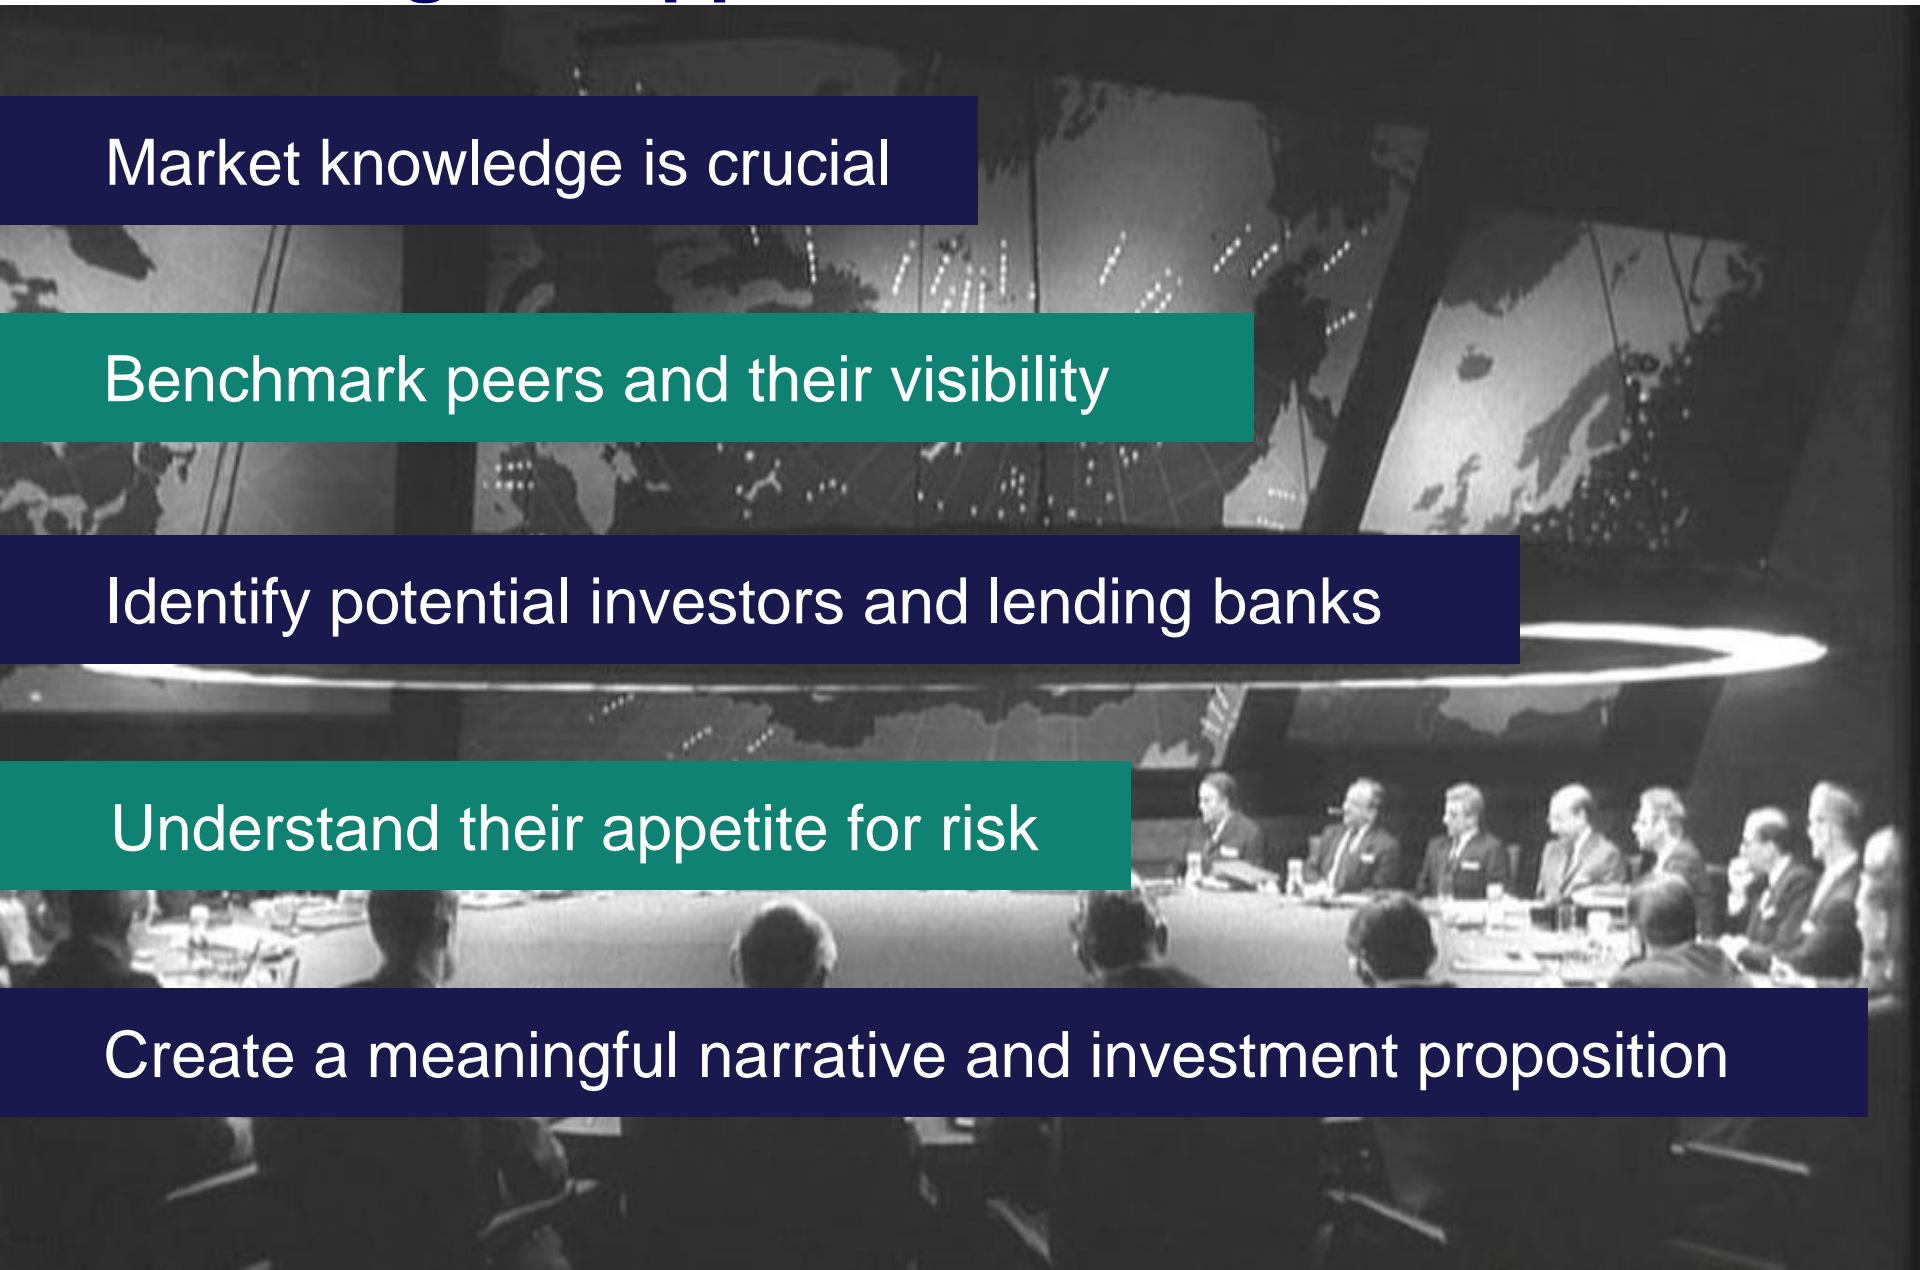 Market knowledge is crucial
Benchmark peers and their visibility
Identify potential investors and lending banks
Understand their appetite for risk
Create a meaningful narrative and investment proposition